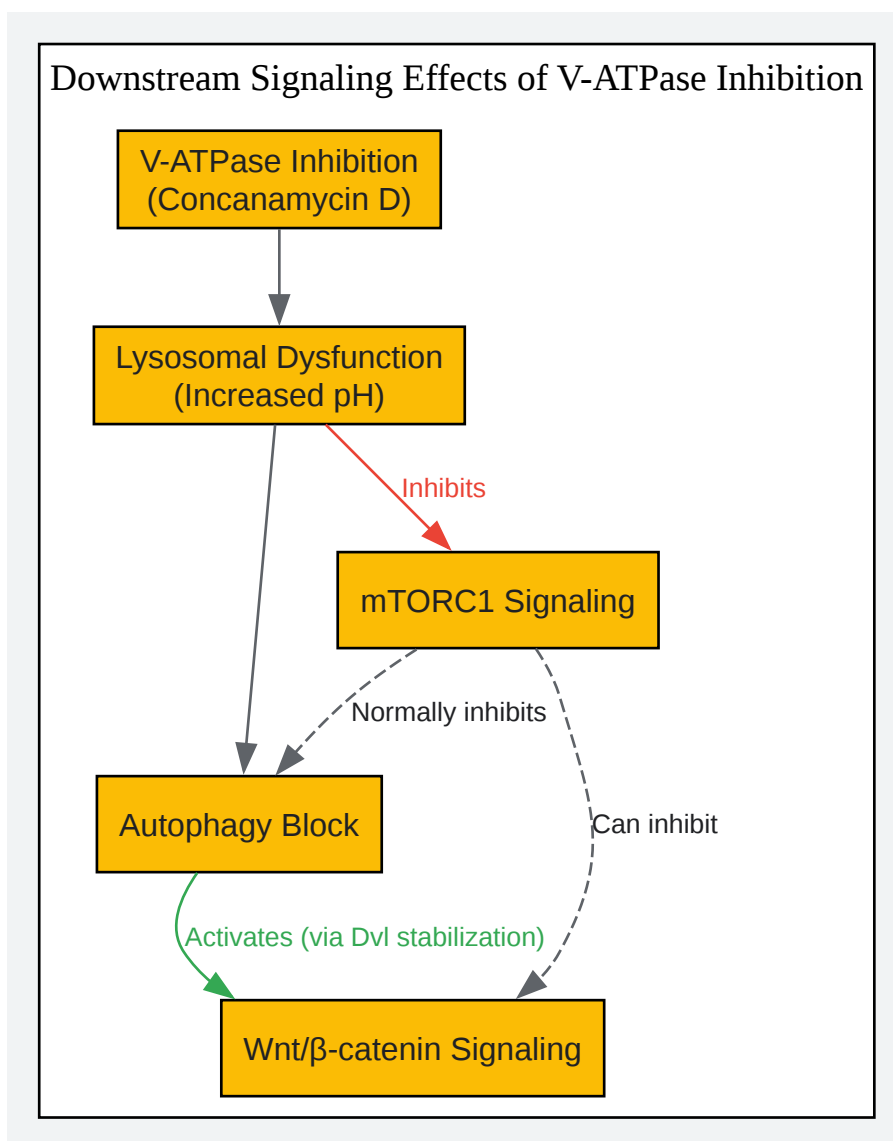 Downstream Signaling Effects of V-ATPase Inhibition
V-ATPase Inhibition
(Concanamycin D)
Lysosomal Dysfunction
(Increased pH)
Inhibits
mTORC1 Signaling
Normally inhibits
Autophagy Block
Can inhibit
Activates (via Dvl stabilization)
Wnt/β-catenin Signaling